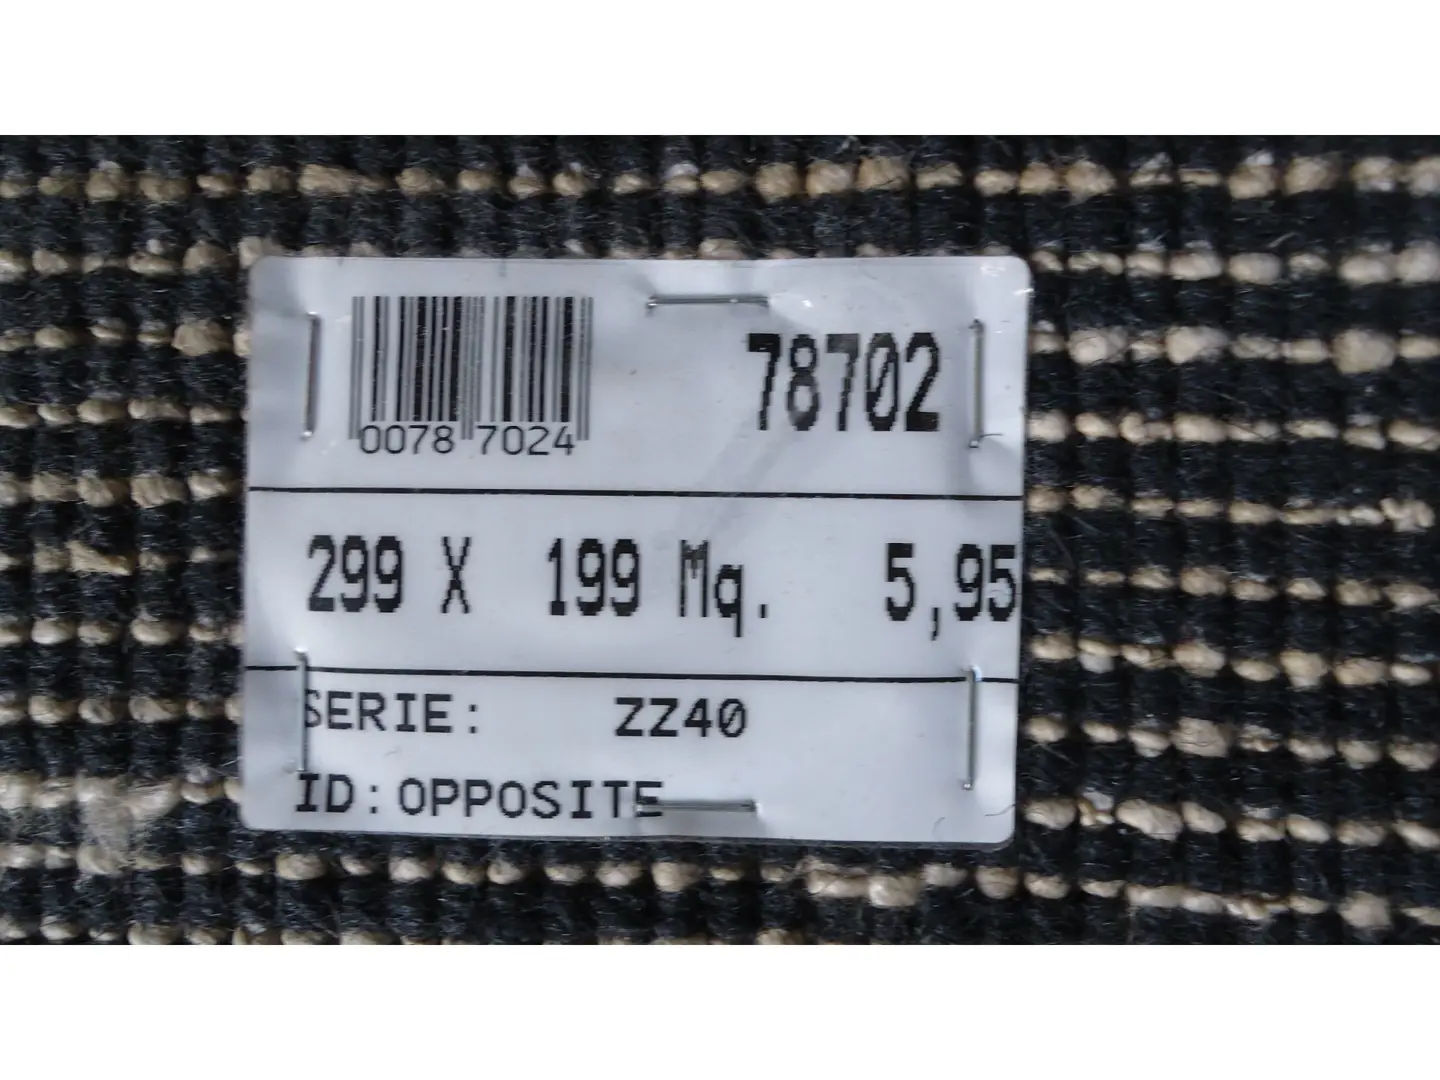 78702
0078 7024
299 X 199 Mq. 5,95
SERIE: ZZ40
ID:OPPOSITE